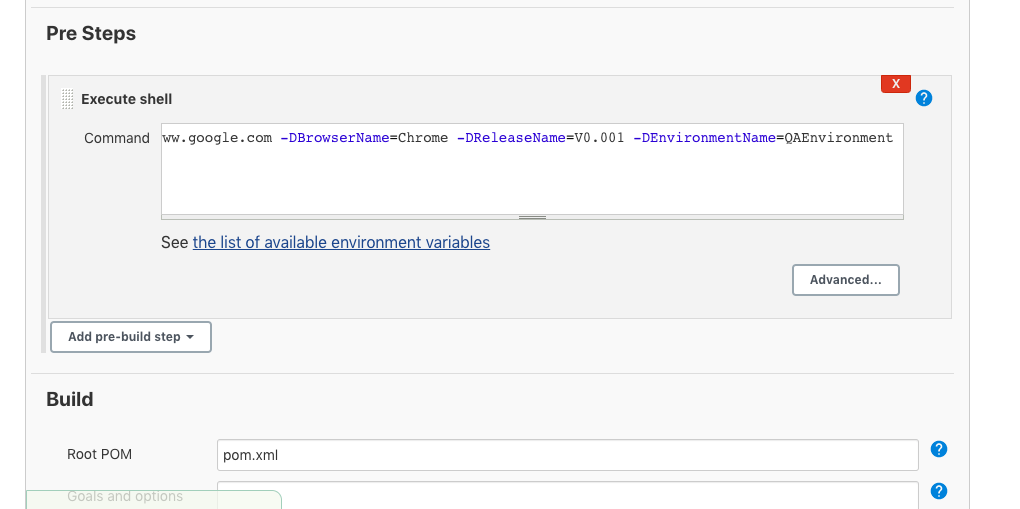 Pre Steps
X
Execute shell
?
Command
ww.google.com -DBrowserName=Chrome -DReleaseName=V0.001 -DEnvironmentName=QAEnvironment
See the list of available environment variables
Advanced...
Add pre-build step
Build
Root POM
pom.xml
?
Goals and options
?